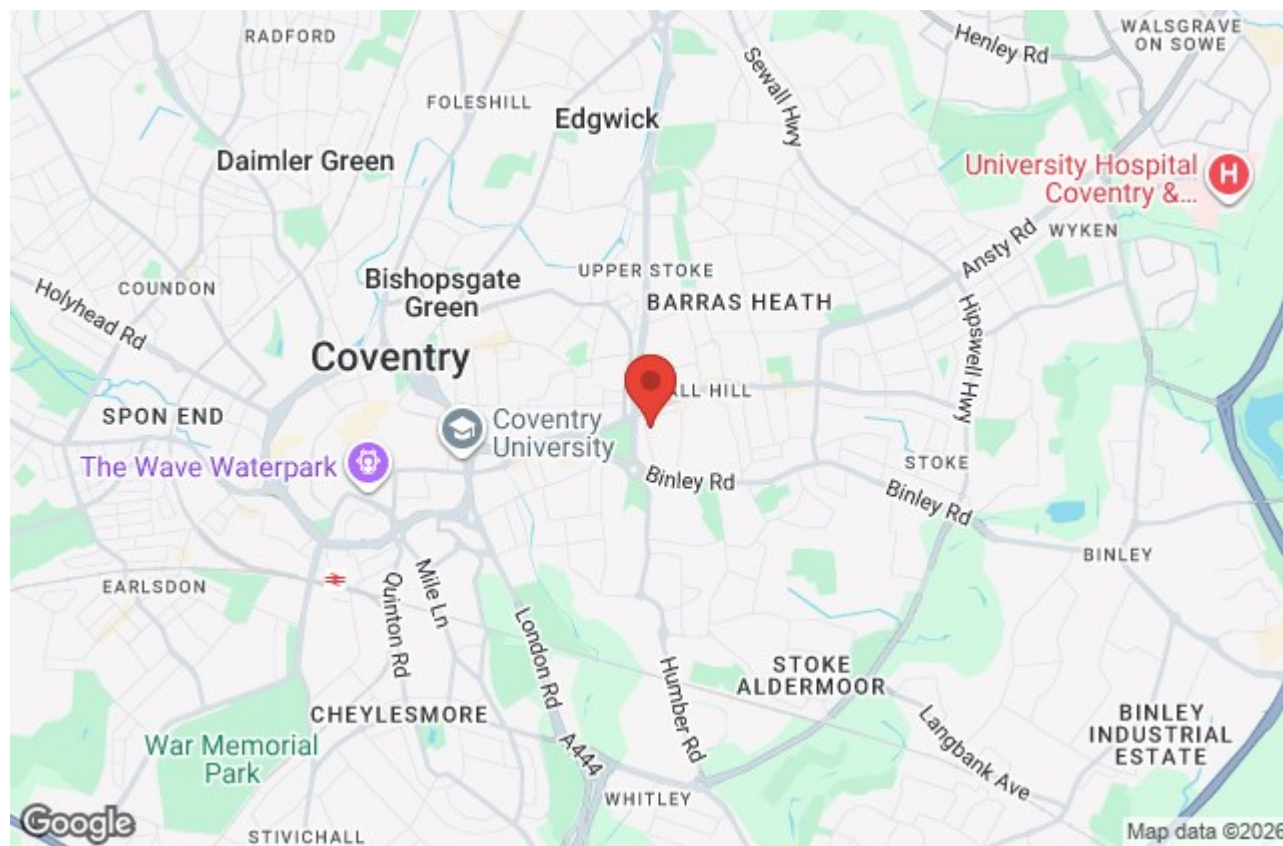 RADFORD
WALSGRAVE
ON SOWE
Henley Rd
Sewall Hwy
FOLESHILL
Edgwick
Daimler Green
University Hospital
Coventry &...
H
WYKEN
Ansty Rd
UPPER STOKE
Bishopsgate
Green
BARRAS HEATH
COUNDON
Holyhead Rd
Hipswell Hwy
Coventry
ALL HILL
SPON END
Coventry
University
The Wave Waterpark
STOKE
Binley Rd
Binley Rd
BINLEY
EARLSDON
Mile Ln
Quinton Rd
London Rd
Humber Rd
STOKE
ALDERMOOR
CHEYLESMORE
Langbank Ave
BINLEY
INDUSTRIAL
ESTATE
War Memorial
Park
A444
WHITLEY
STIVICHALL
Google
Map data ©2026